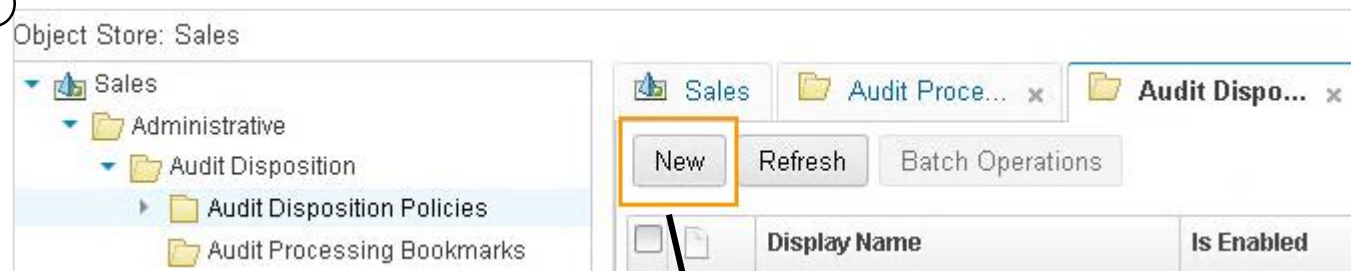 Object Store: Sales
Sales
Administrative
Audit Disposition
Audit Disposition Policies
Audit Processing Bookmarks
Sales Audit Proce... x Audit Dispo... x
New Refresh Batch Operations
Display Name Is Enabled